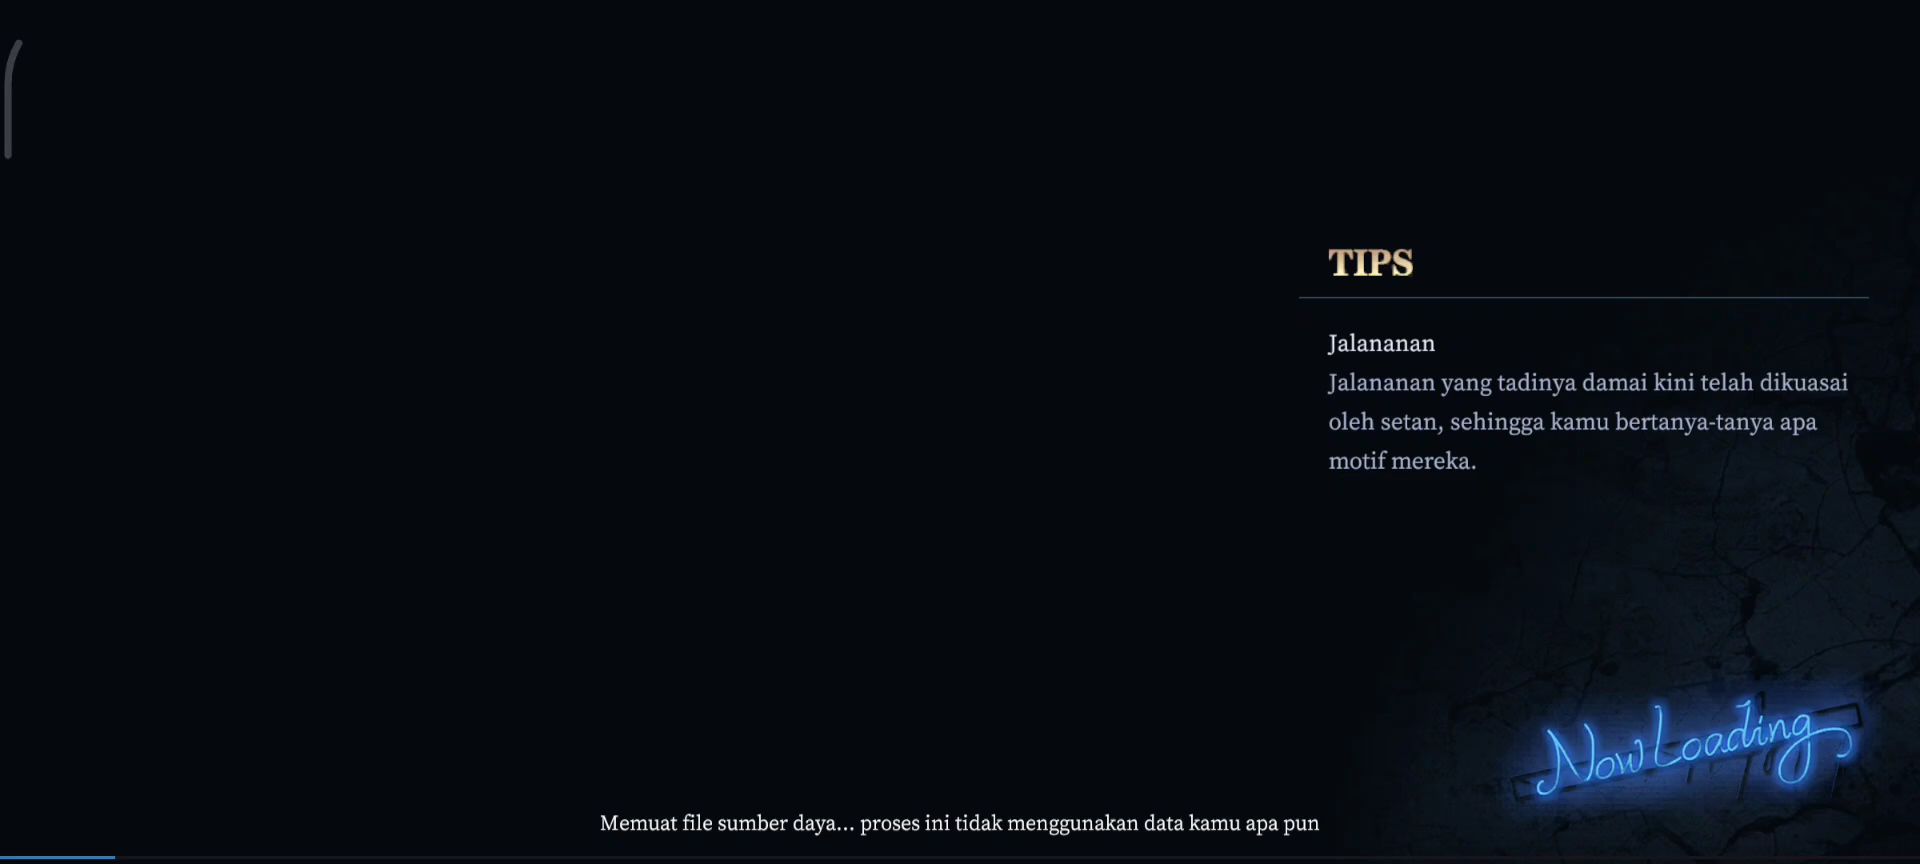 TIPS
Jalananan
Jalananan yang tadinya damai kini telah dikuasai
oleh setan, sehingga kamu bertanya-tanya apa
motif mereka.
Now Loading
Memuat file sumber daya... proses ini tidak menggunakan data kamu apa pun